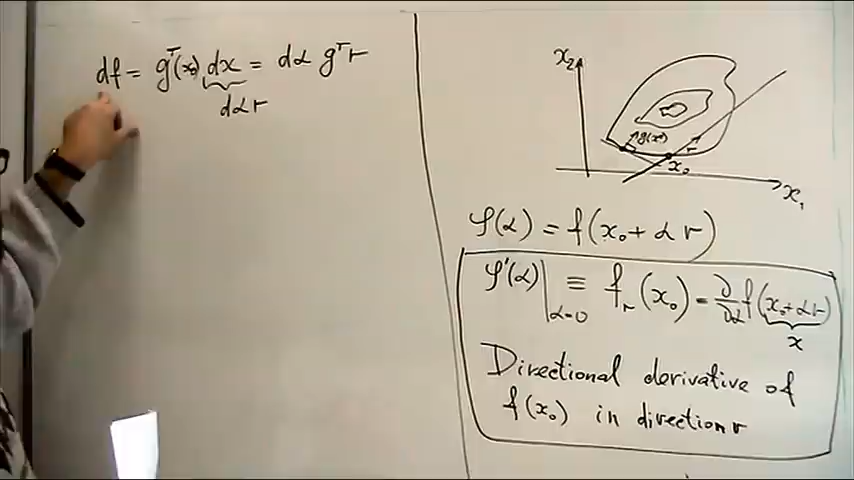 df = gᵀ(x₀) dx = dα gᵀ r
dα r
x₂
g(x⁰)
r
x₀
x₁
φ(α) = f(x₀ + α r)
φ'(α)|α=0 ≡ fᵣ(x₀) = ∂/∂α f(x₀+αr)
x
Directional derivative of
f(x₀) in direction r